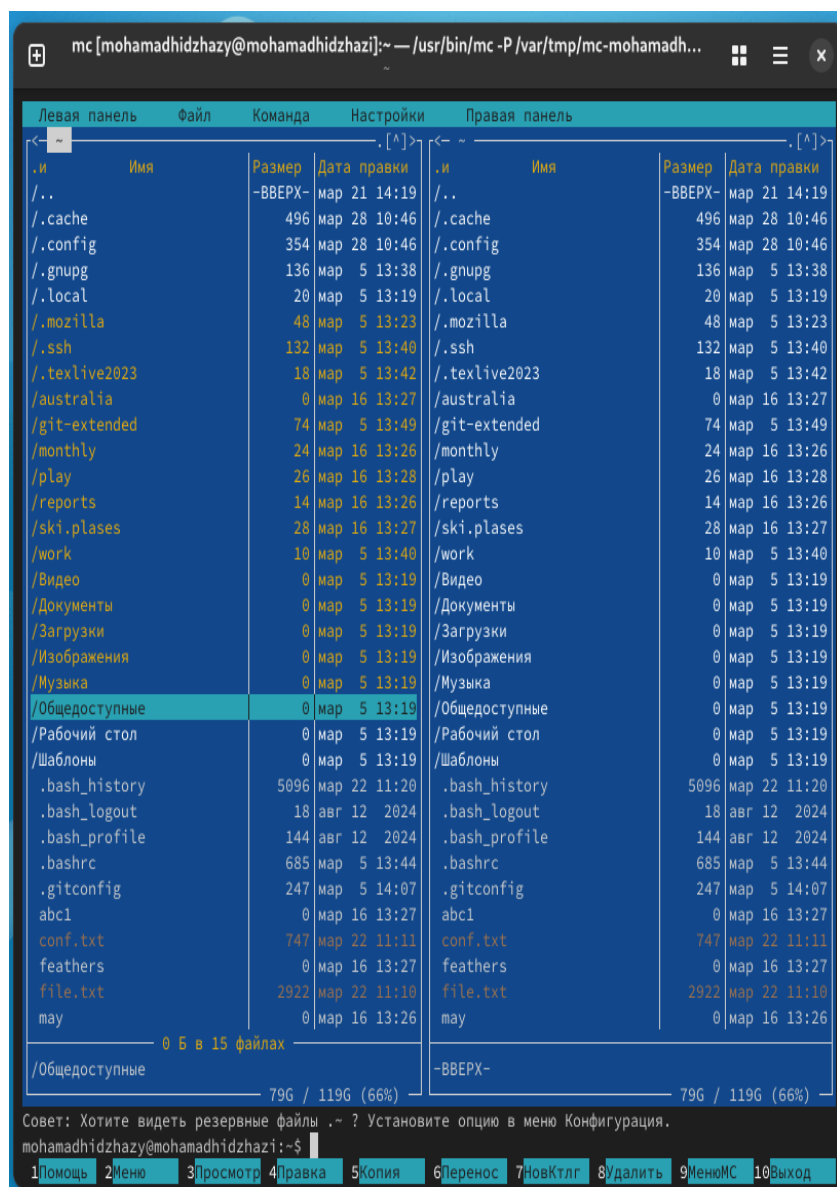 mc [mohamadhidzhazy@mohamadhidzhazi]:~ — /usr/bin/mc -P /var/tmp/mc-mohamadh...
~
Левая панель Файл Команда Настройки Правая панель
<- ~ .[^]> <- ~ .[^]>
.и Имя Размер Дата правки .и Имя Размер Дата правки
/.. -ВВЕРХ- мар 21 14:19 /.. -ВВЕРХ- мар 21 14:19
/.cache 496 мар 28 10:46 /.cache 496 мар 28 10:46
/.config 354 мар 28 10:46 /.config 354 мар 28 10:46
/.gnupg 136 мар 5 13:38 /.gnupg 136 мар 5 13:38
/.local 20 мар 5 13:19 /.local 20 мар 5 13:19
/.mozilla 48 мар 5 13:23 /.mozilla 48 мар 5 13:23
/.ssh 132 мар 5 13:40 /.ssh 132 мар 5 13:40
/.texlive2023 18 мар 5 13:42 /.texlive2023 18 мар 5 13:42
/australia 0 мар 16 13:27 /australia 0 мар 16 13:27
/git-extended 74 мар 5 13:49 /git-extended 74 мар 5 13:49
/monthly 24 мар 16 13:26 /monthly 24 мар 16 13:26
/play 26 мар 16 13:28 /play 26 мар 16 13:28
/reports 14 мар 16 13:26 /reports 14 мар 16 13:26
/ski.plases 28 мар 16 13:27 /ski.plases 28 мар 16 13:27
/work 10 мар 5 13:40 /work 10 мар 5 13:40
/Видео 0 мар 5 13:19 /Видео 0 мар 5 13:19
/Документы 0 мар 5 13:19 /Документы 0 мар 5 13:19
/Загрузки 0 мар 5 13:19 /Загрузки 0 мар 5 13:19
/Изображения 0 мар 5 13:19 /Изображения 0 мар 5 13:19
/Музыка 0 мар 5 13:19 /Музыка 0 мар 5 13:19
/Общедоступные 0 мар 5 13:19 /Общедоступные 0 мар 5 13:19
/Рабочий стол 0 мар 5 13:19 /Рабочий стол 0 мар 5 13:19
/Шаблоны 0 мар 5 13:19 /Шаблоны 0 мар 5 13:19
.bash_history 5096 мар 22 11:20 .bash_history 5096 мар 22 11:20
.bash_logout 18 авг 12 2024 .bash_logout 18 авг 12 2024
.bash_profile 144 авг 12 2024 .bash_profile 144 авг 12 2024
.bashrc 685 мар 5 13:44 .bashrc 685 мар 5 13:44
.gitconfig 247 мар 5 14:07 .gitconfig 247 мар 5 14:07
abc1 0 мар 16 13:27 abc1 0 мар 16 13:27
conf.txt 747 мар 22 11:11 conf.txt 747 мар 22 11:11
feathers 0 мар 16 13:27 feathers 0 мар 16 13:27
file.txt 2922 мар 22 11:10 file.txt 2922 мар 22 11:10
may 0 мар 16 13:26 may 0 мар 16 13:26
0 Б в 15 файлах
/Общедоступные -ВВЕРХ-
79G / 119G (66%) 79G / 119G (66%)
Совет: Хотите видеть резервные файлы .~ ? Установите опцию в меню Конфигурация.
mohamadhidzhazy@mohamadhidzhazi:~$
1Помощь 2Меню 3Просмотр 4Правка 5Копия 6Перенос 7НовКтлг 8Удалить 9МенюMC 10Выход